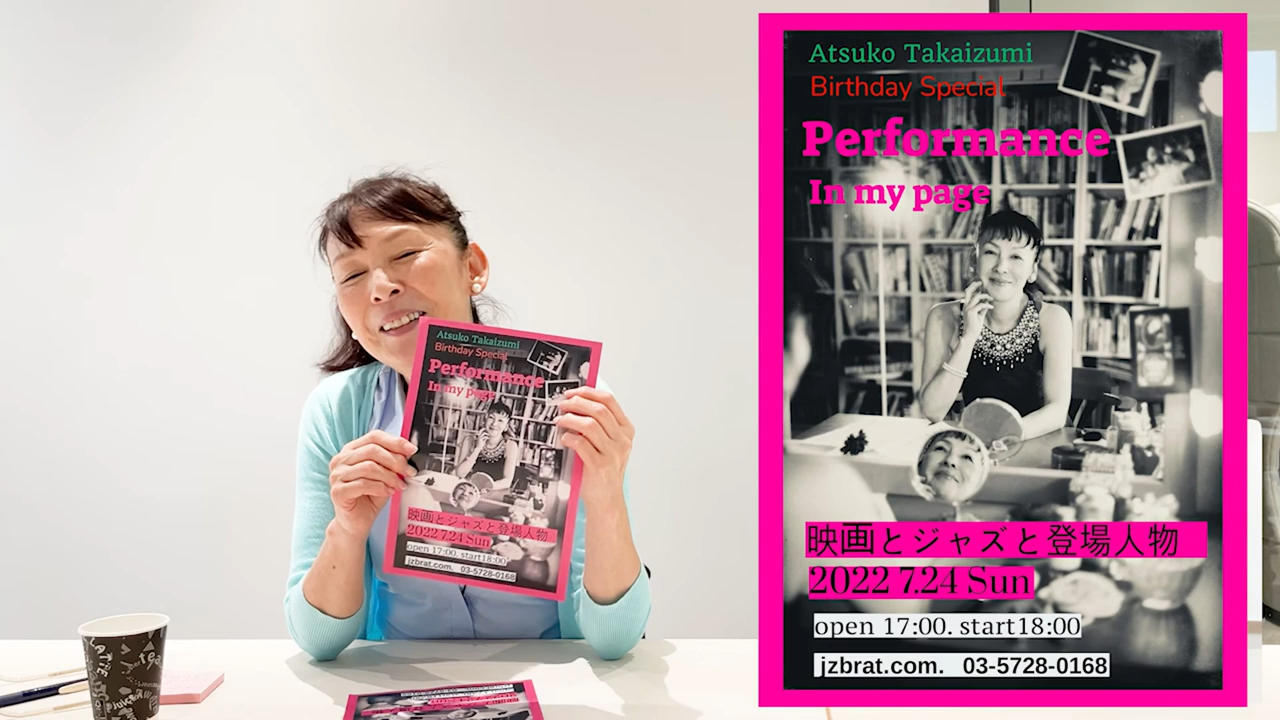 Atsuko Takaizumi
Birthday Special
Performance
In my page
映画とジャズと登場人物
2022 7.24 Sun
open 17:00. start18:00
jzbrat.com. 03-5728-0168
Atsuko Takaizumi
Birthday Special
Performance
In my page
映画とジャズと登場人物
2022 7.24 Sun
open 17:00. start18:00
jzbrat.com. 03-5728-0168